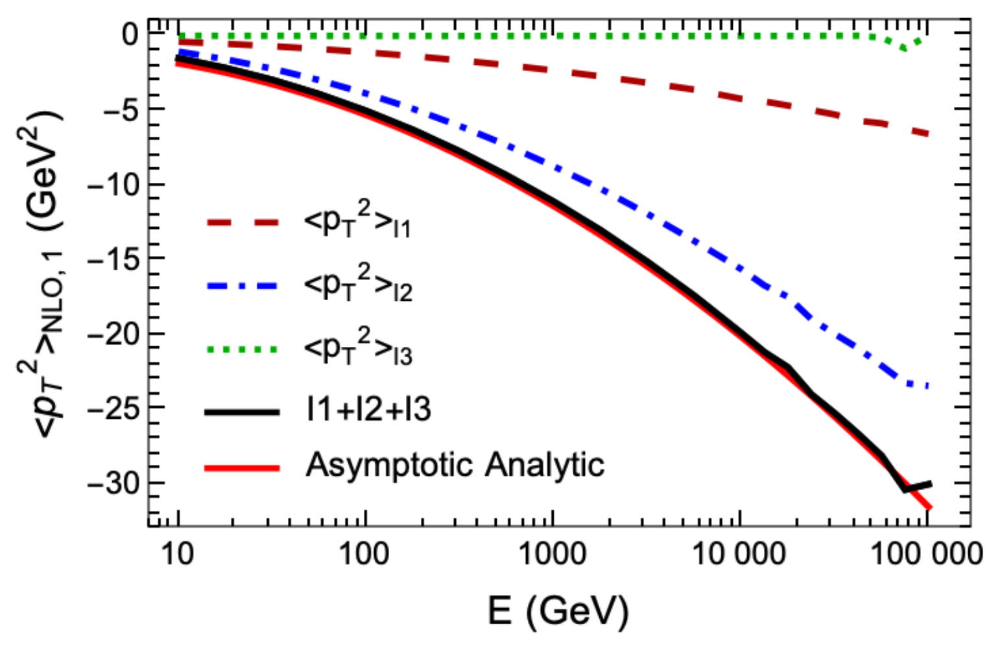 <p_T^2>_NLO, 1 (GeV^2)
0
−5
−10
−15
−20
−25
−30
<p_T^2>_I1
<p_T^2>_I2
<p_T^2>_I3
I1+I2+I3
Asymptotic Analytic
10 100 1000 10 000 100 000
E (GeV)